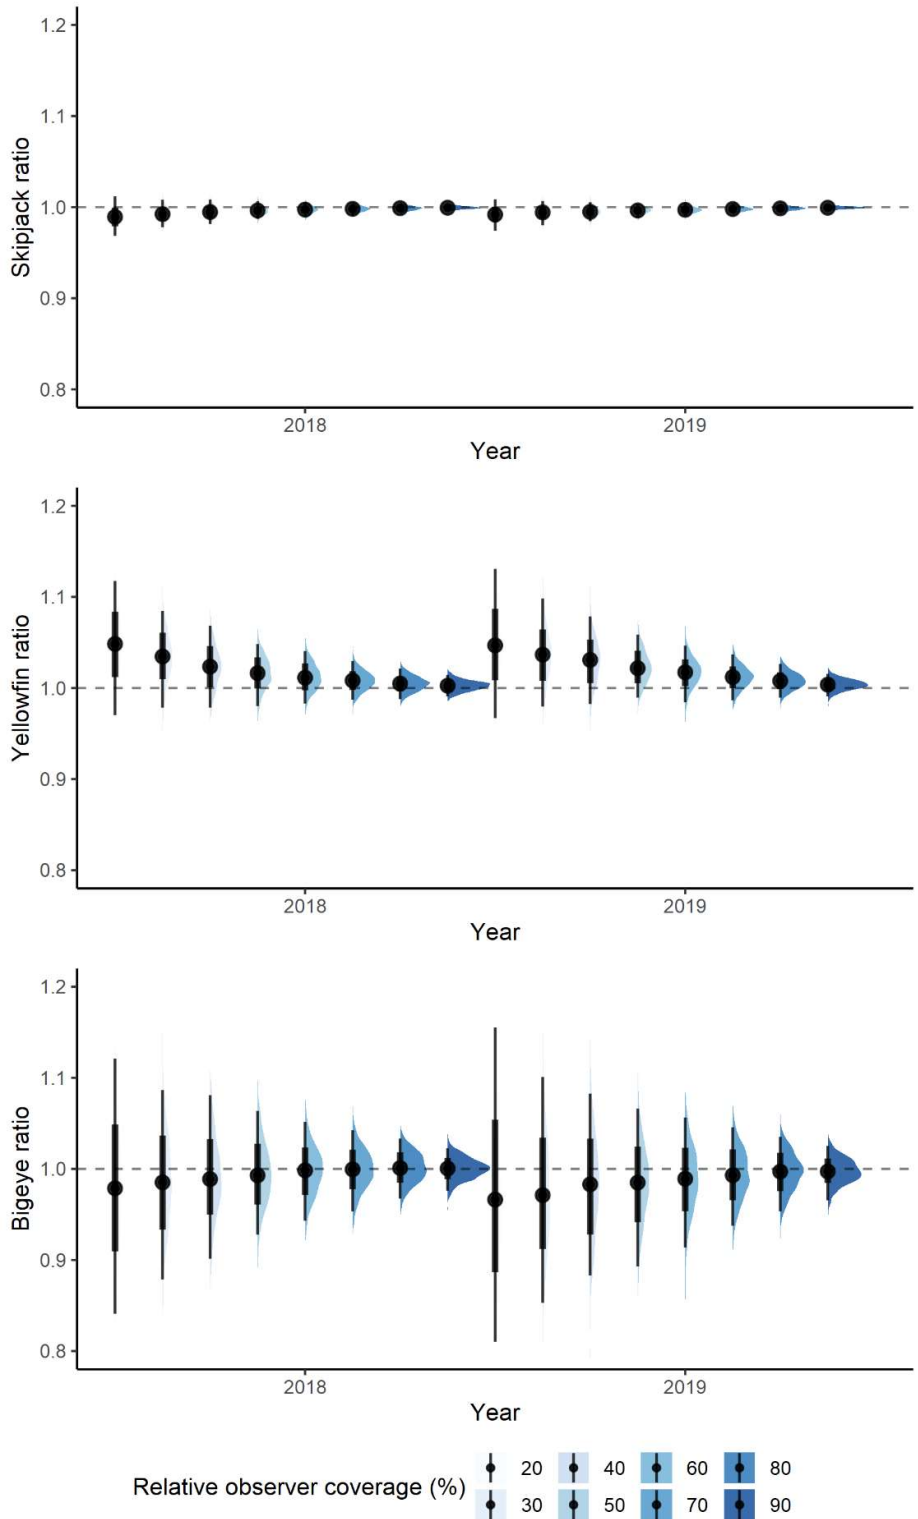 1.2
1.1
1.0
0.9
0.8
Skipjack ratio
2018 2019
Year
1.2
1.1
1.0
0.9
0.8
Yellowfin ratio
2018 2019
Year
1.2
1.1
1.0
0.9
0.8
Bigeye ratio
2018 2019
Year
Relative observer coverage (%)
20 40 60 80
30 50 70 90